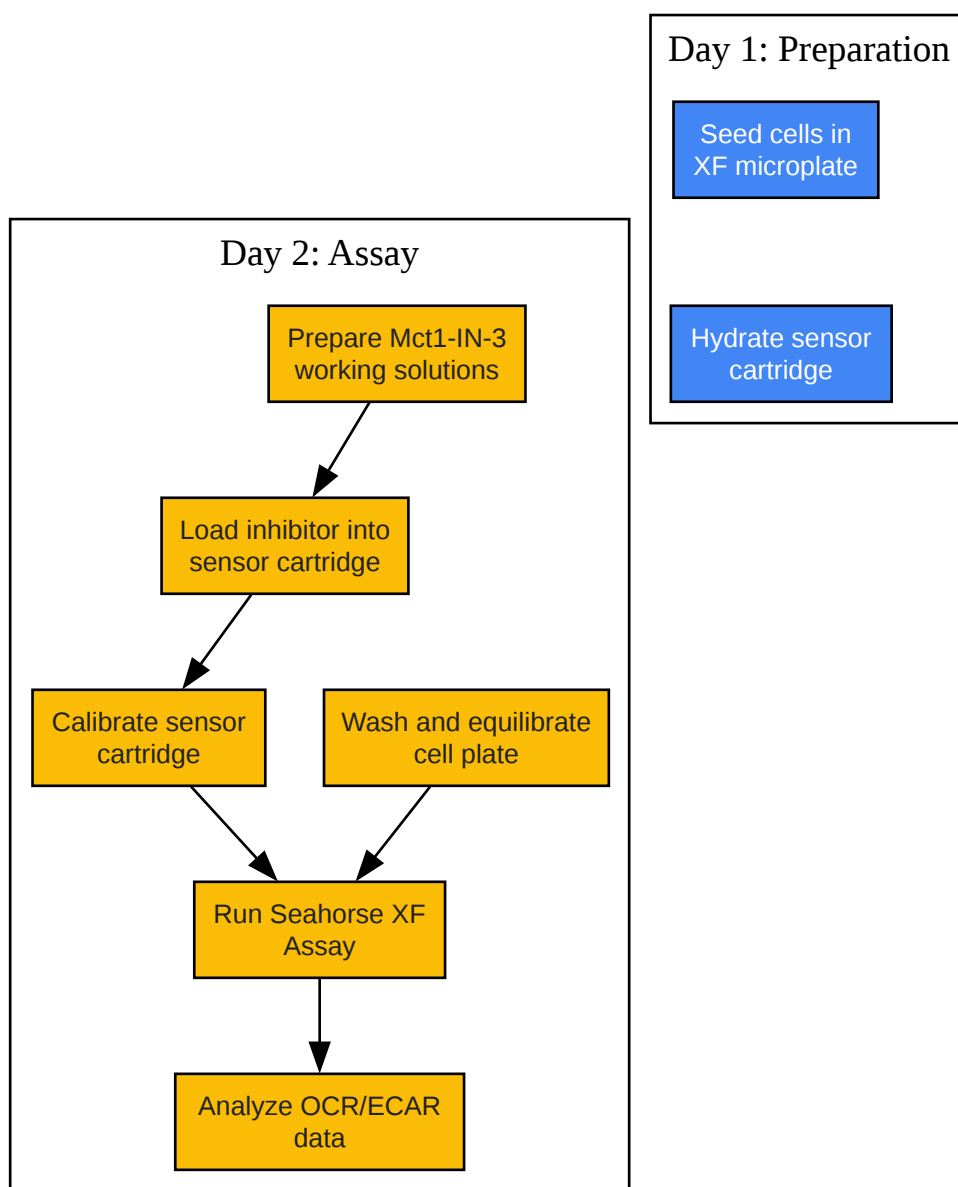 Day 1: Preparation
Seed cells in
XF microplate
Hydrate sensor
cartridge
Day 2: Assay
Prepare Mct1-IN-3
working solutions
Load inhibitor into
sensor cartridge
Calibrate sensor
cartridge
Wash and equilibrate
cell plate
Run Seahorse XF
Assay
Analyze OCR/ECAR
data